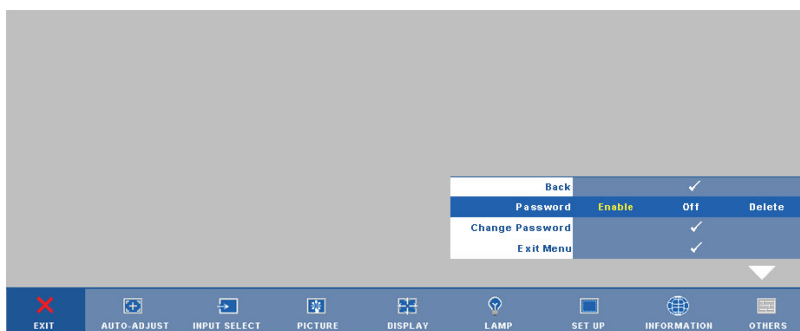 Back
Password Enable Off Delete
Change Password
Exit Menu
EXIT AUTO-ADJUST INPUT SELECT PICTURE DISPLAY LAMP SET UP INFORMATION OTHERS